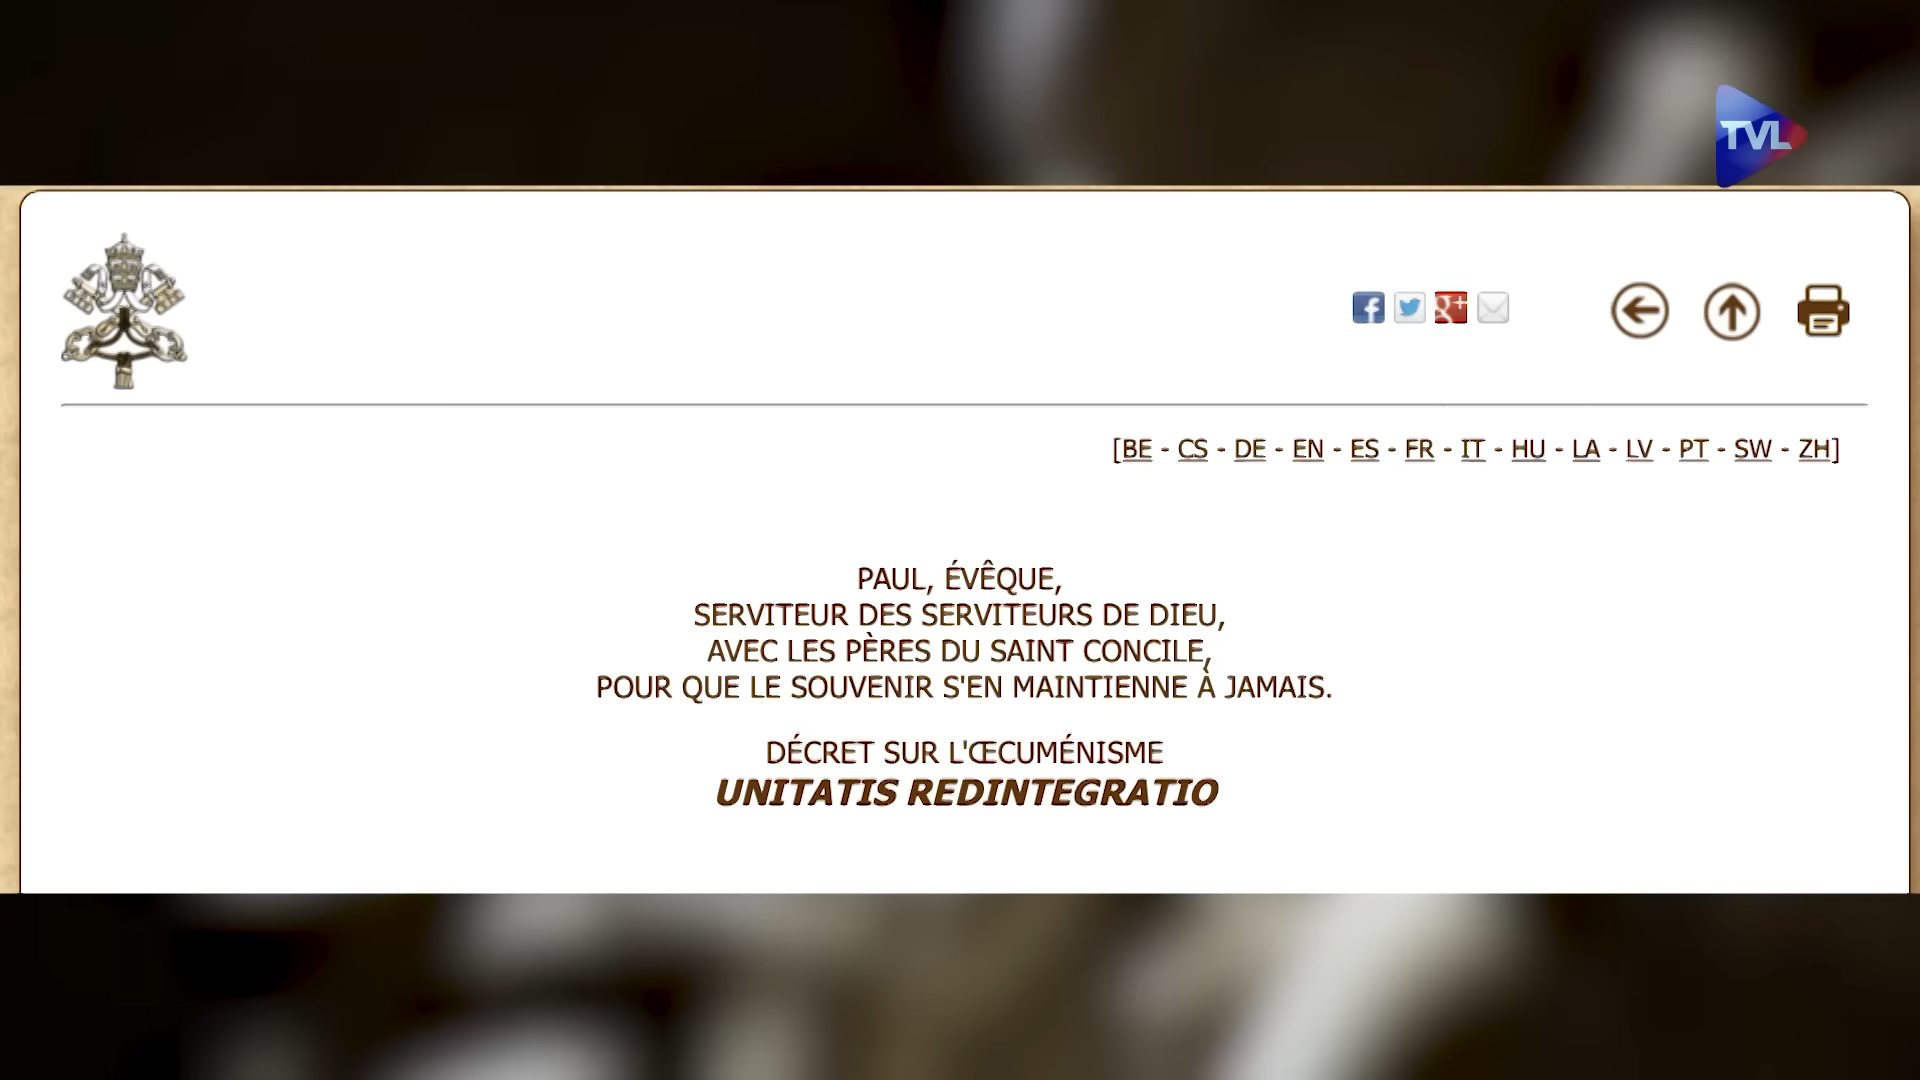 TVL
[BE - CS - DE - EN - ES - FR - IT - HU - LA - LV - PT - SW - ZH]
PAUL, ÉVÊQUE,
SERVITEUR DES SERVITEURS DE DIEU,
AVEC LES PÈRES DU SAINT CONCILE,
POUR QUE LE SOUVENIR S'EN MAINTIENNE À JAMAIS.
DÉCRET SUR L'ŒCUMÉNISME
UNITATIS REDINTEGRATIO